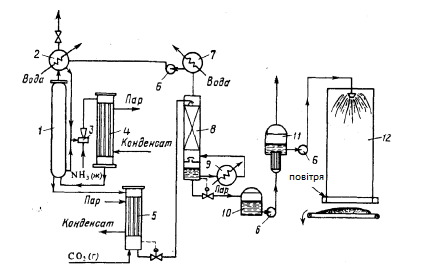 2
7
Вода
6
Вода
Пар
11
6
12
1
3
4
8
Конденсат
9
повітря
NH₃ (ж)
Пар
Пар
10
6
Конденсат
5
CO₂ (г)